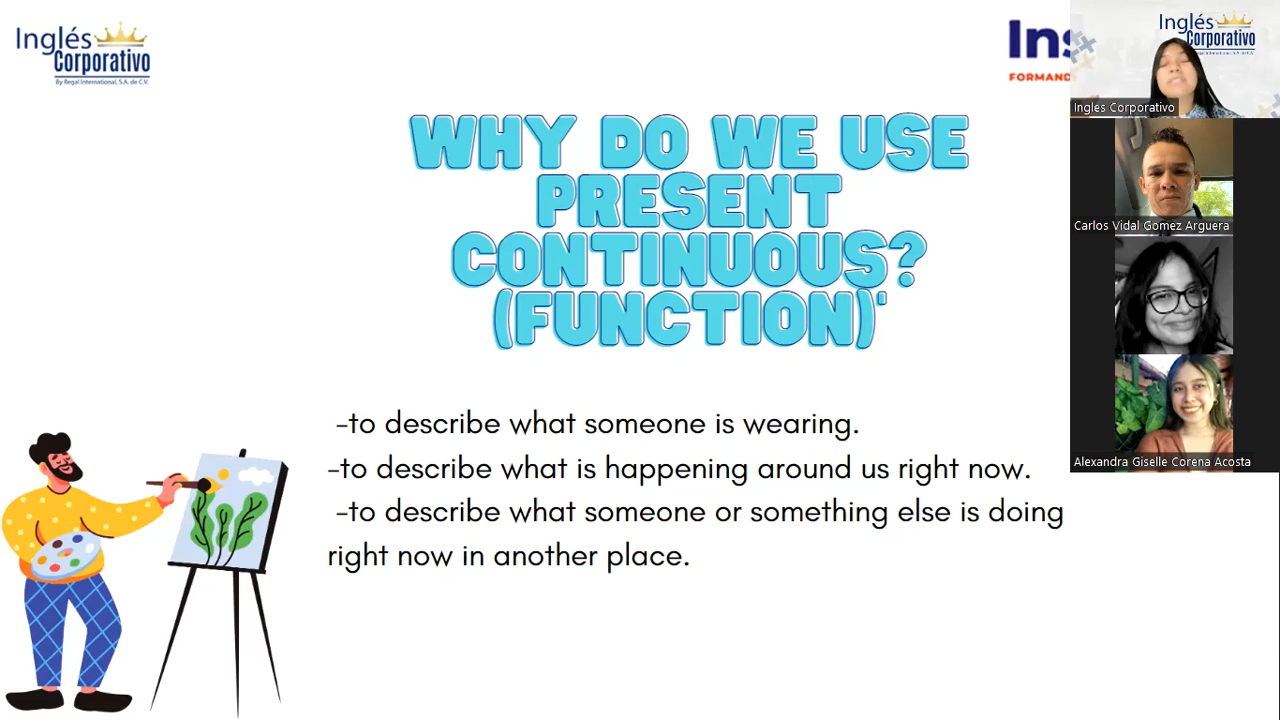 Inglés
Corporativo
By Regal International, S.A. de C.V.
Ins
FORMAND
WHY DO WE USE
PRESENT
CONTINUOUS?
(FUNCTION)'
-to describe what someone is wearing.
-to describe what is happening around us right now.
-to describe what someone or something else is doing
right now in another place.
Inglés
Corporativo
Ingles Corporativo
Carlos Vidal Gomez Arguera
Alexandra Giselle Corena Acosta